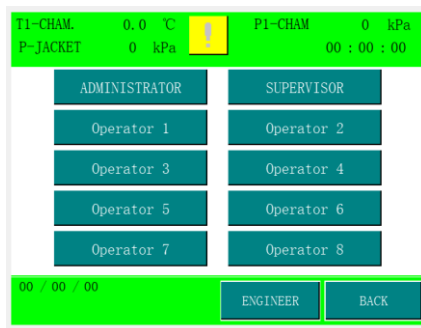 T1-CHAM. 0.0 ℃ ! P1-CHAM 0 kPa
P-JACKET 0 kPa 00 : 00 : 00
ADMINISTRATOR SUPERVISOR
Operator 1 Operator 2
Operator 3 Operator 4
Operator 5 Operator 6
Operator 7 Operator 8
00 / 00 / 00
ENGINEER BACK